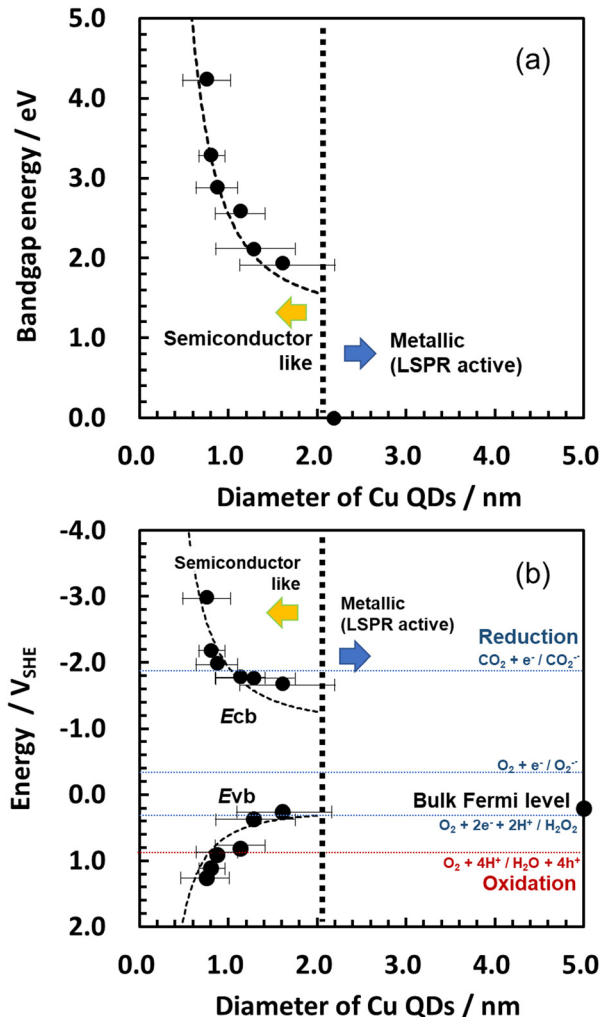 5.0
(a)
4.0
3.0
2.0
1.0
0.0
Bandgap energy / eV
Semiconductor
like
Metallic
(LSPR active)
0.0 1.0 2.0 3.0 4.0 5.0
Diameter of Cu QDs / nm
-4.0
(b)
-3.0
-2.0
-1.0
0.0
1.0
2.0
Energy / V_SHE
Semiconductor
like
Metallic
(LSPR active)
Reduction
CO₂ + e⁻ / CO₂⁻·
Ecb
O₂ + e⁻ / O₂⁻·
Evb
Bulk Fermi level
O₂ + 2e⁻ + 2H⁺ / H₂O₂
O₂ + 4H⁺ / H₂O + 4h⁺
Oxidation
0.0 1.0 2.0 3.0 4.0 5.0
Diameter of Cu QDs / nm